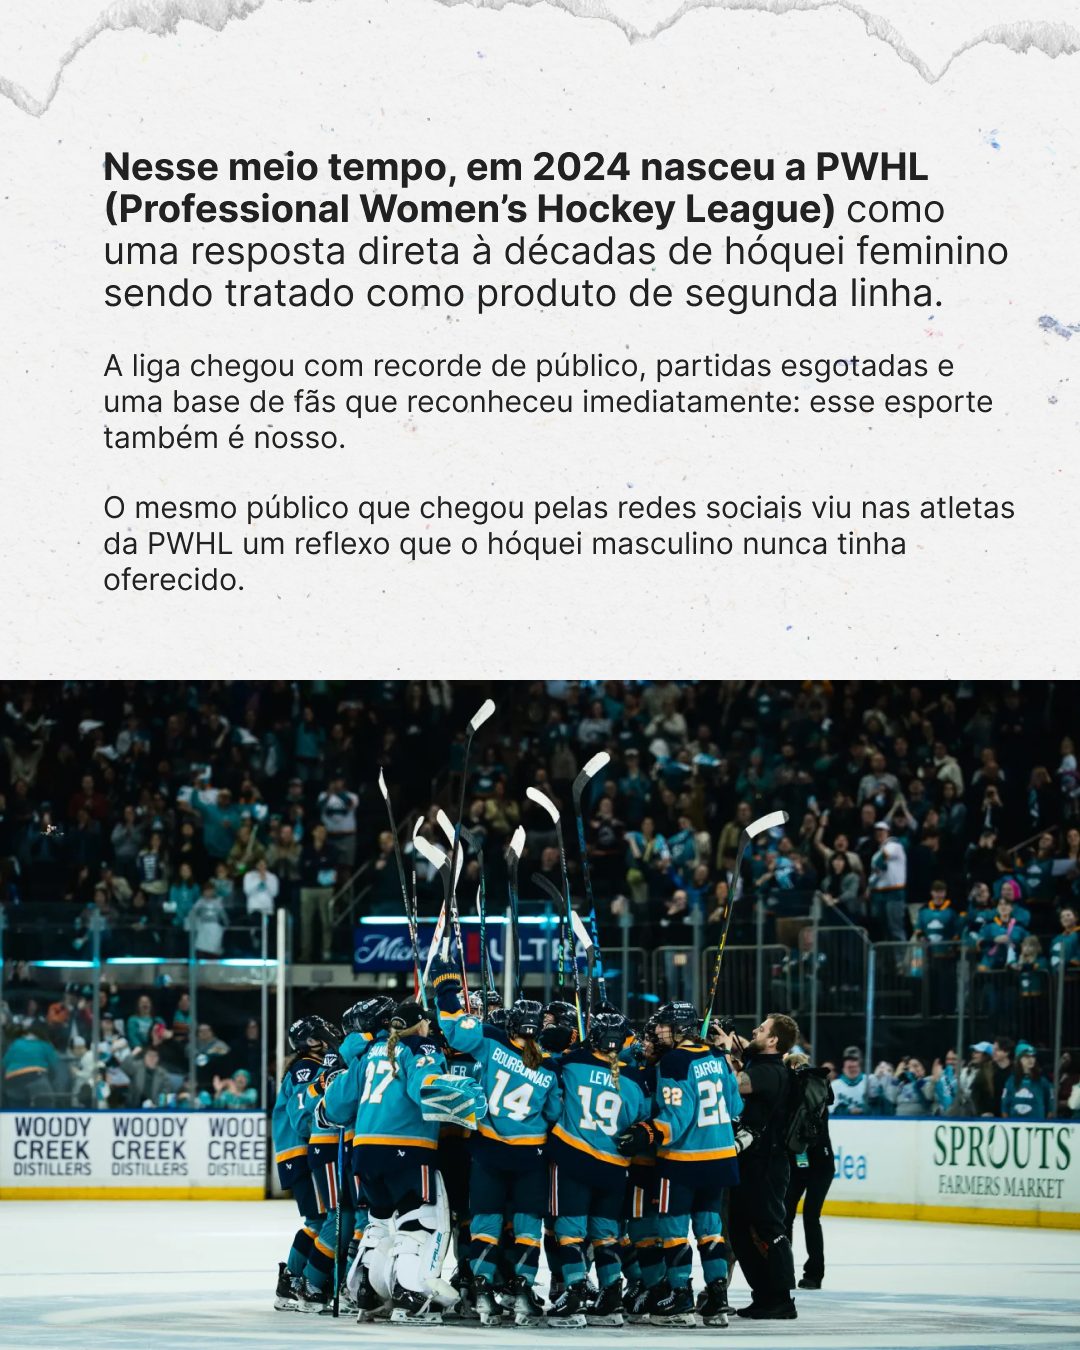 Nesse meio tempo, em 2024 nasceu a PWHL
(Professional Women’s Hockey League) como
uma resposta direta à décadas de hóquei feminino
sendo tratado como produto de segunda linha.
A liga chegou com recorde de público, partidas esgotadas e
uma base de fãs que reconheceu imediatamente: esse esporte
também é nosso.
O mesmo público que chegou pelas redes sociais viu nas atletas
da PWHL um reflexo que o hóquei masculino nunca tinha
oferecido.
ULTRA
BOURBONNAIS
14
19
22
22
37
WOODY CREEK DISTILLERS
WOODY CREEK DISTILLERS
SPROUTS
FARMERS MARKET
TRUE